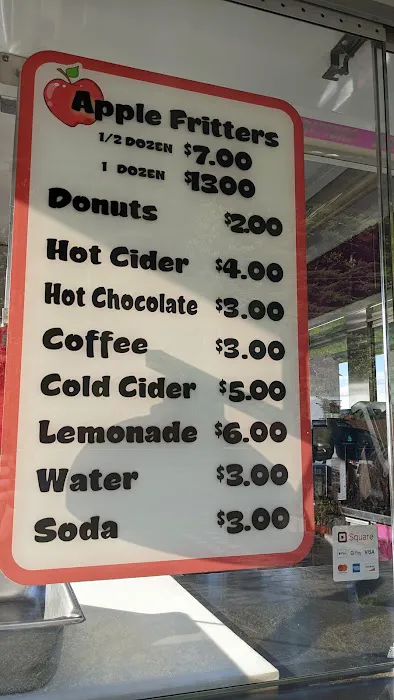 Apple Fritters
1/2 DOZEN $7.00
1 DOZEN $1300
Donuts $2.00
Hot Cider $4.00
Hot Chocolate $3.00
Coffee $3.00
Cold Cider $5.00
Lemonade $6.00
Water $3.00
Soda $3.00
Square
G Pay VISA